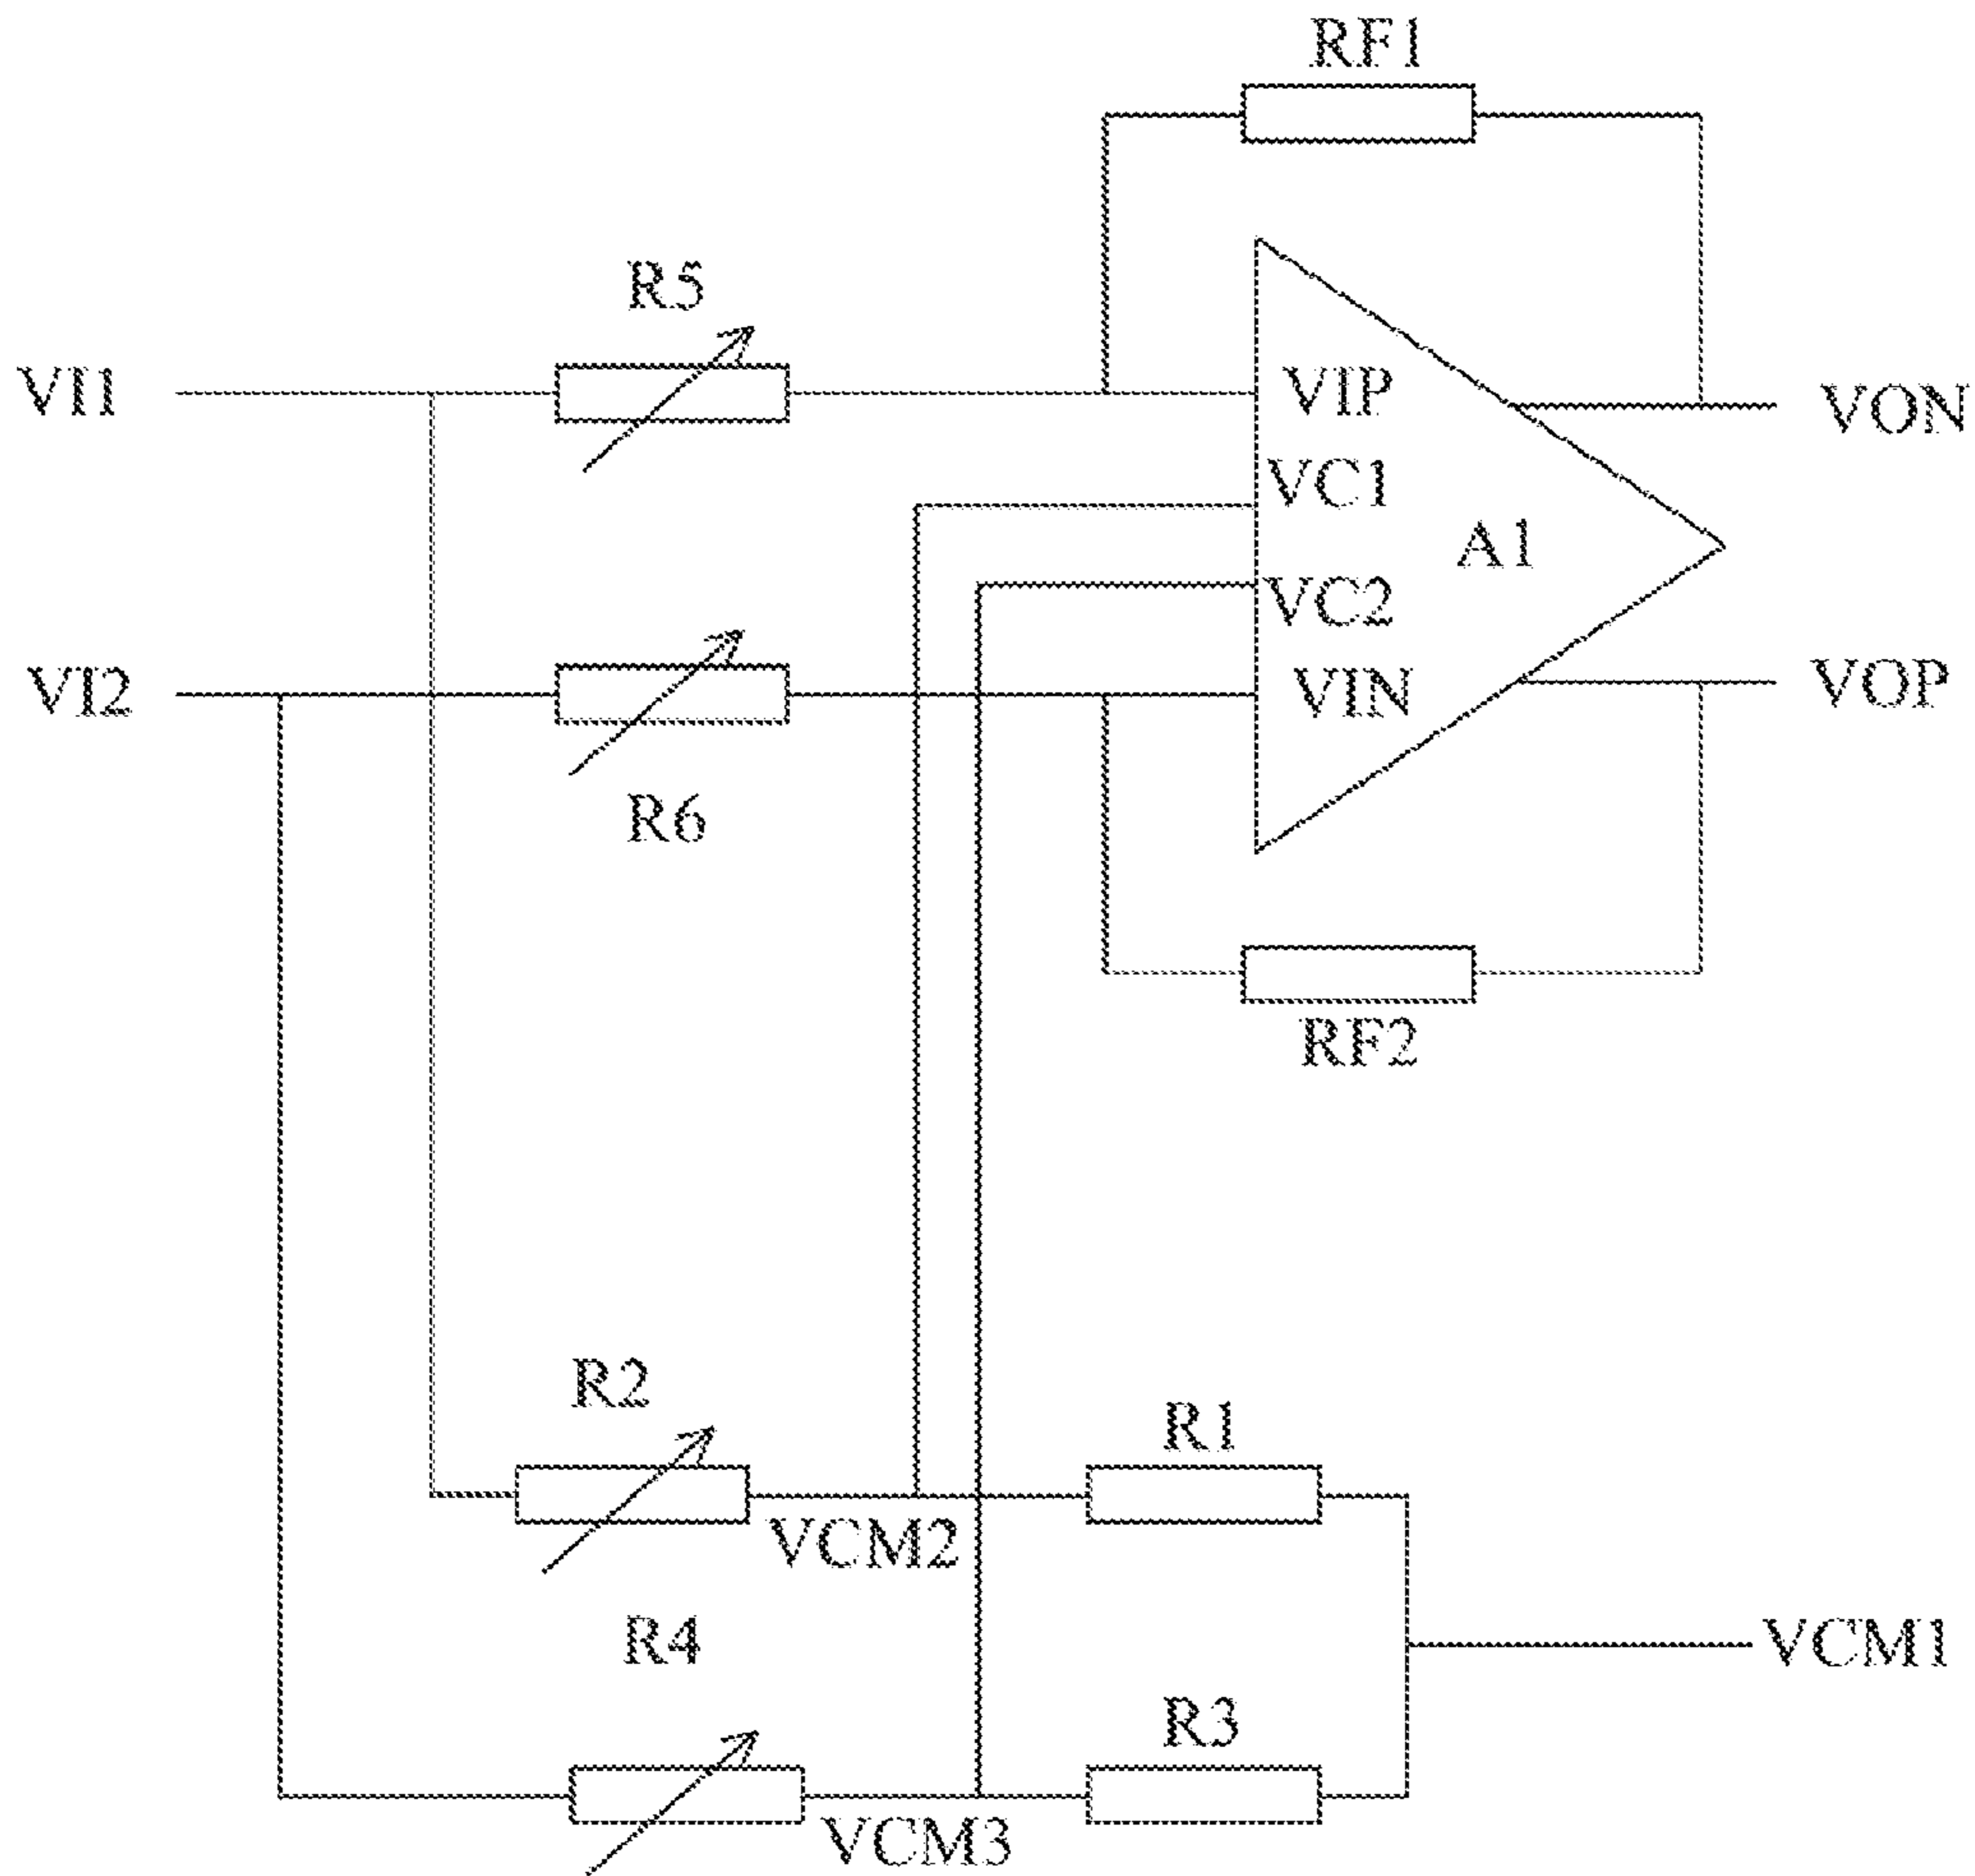 RF1
R5
VI1
VIP
VON
VC1
A1
VC2
VI2
VIN
VOP
R6
RF2
R2
R1
VCM2
R4
VCM1
R3
VCM3